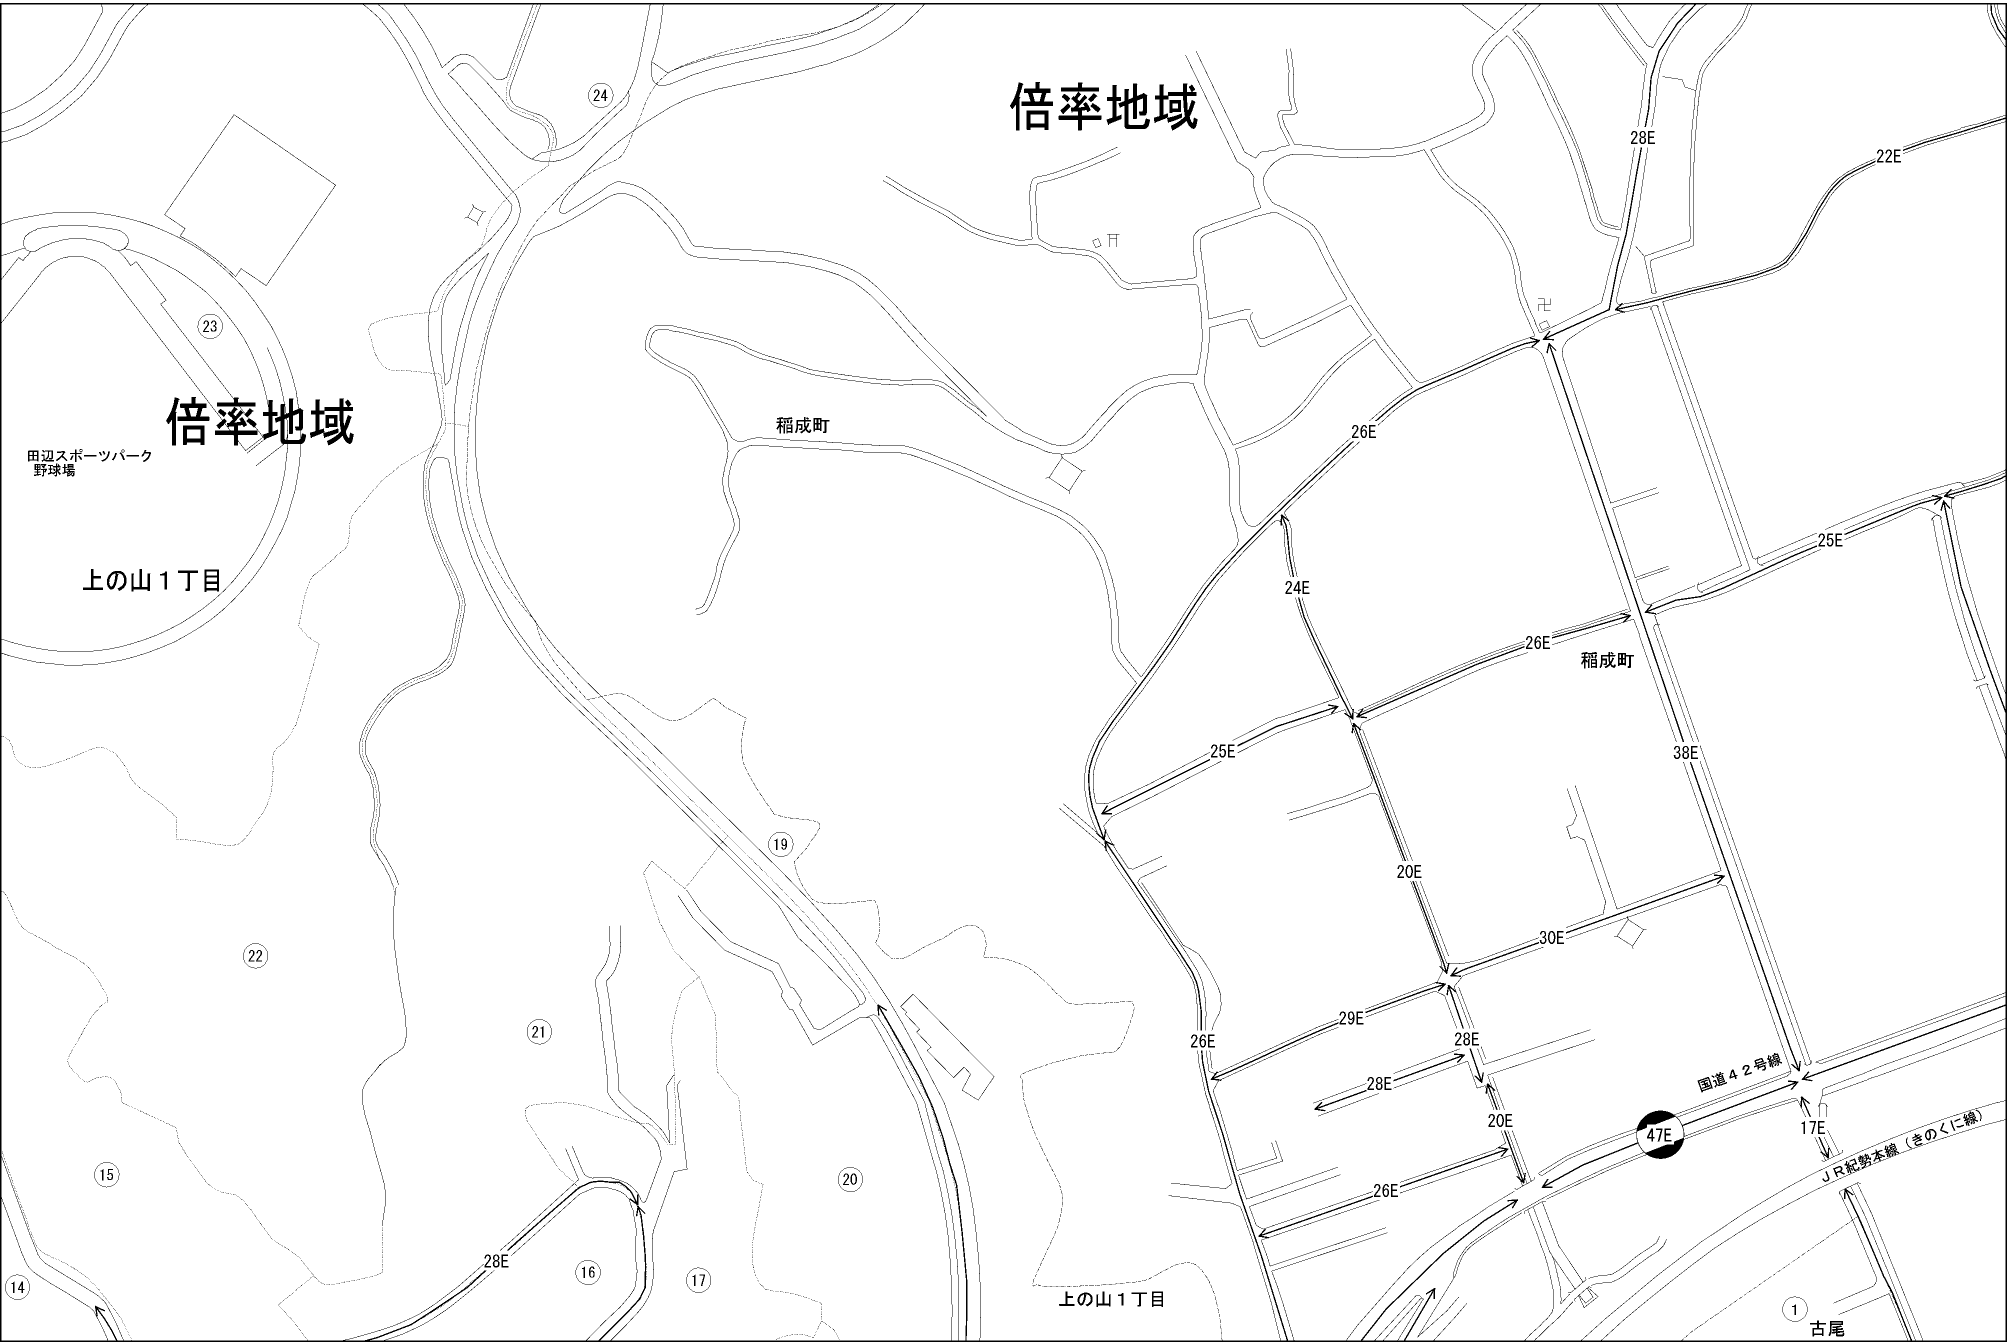 24
倍率地域
28E
22E
23
倍率地域
稲成町
26E
田辺スポーツパーク
野球場
25E
上の山１丁目
24E
26E
稲成町
25E
38E
19
20E
30E
22
29E
21
26E
28E
28E
国道４２号線
20E
47E
17E
ＪＲ紀勢本線（きのくに線）
15
20
26E
28E
16
17
14
上の山１丁目
1
古尾